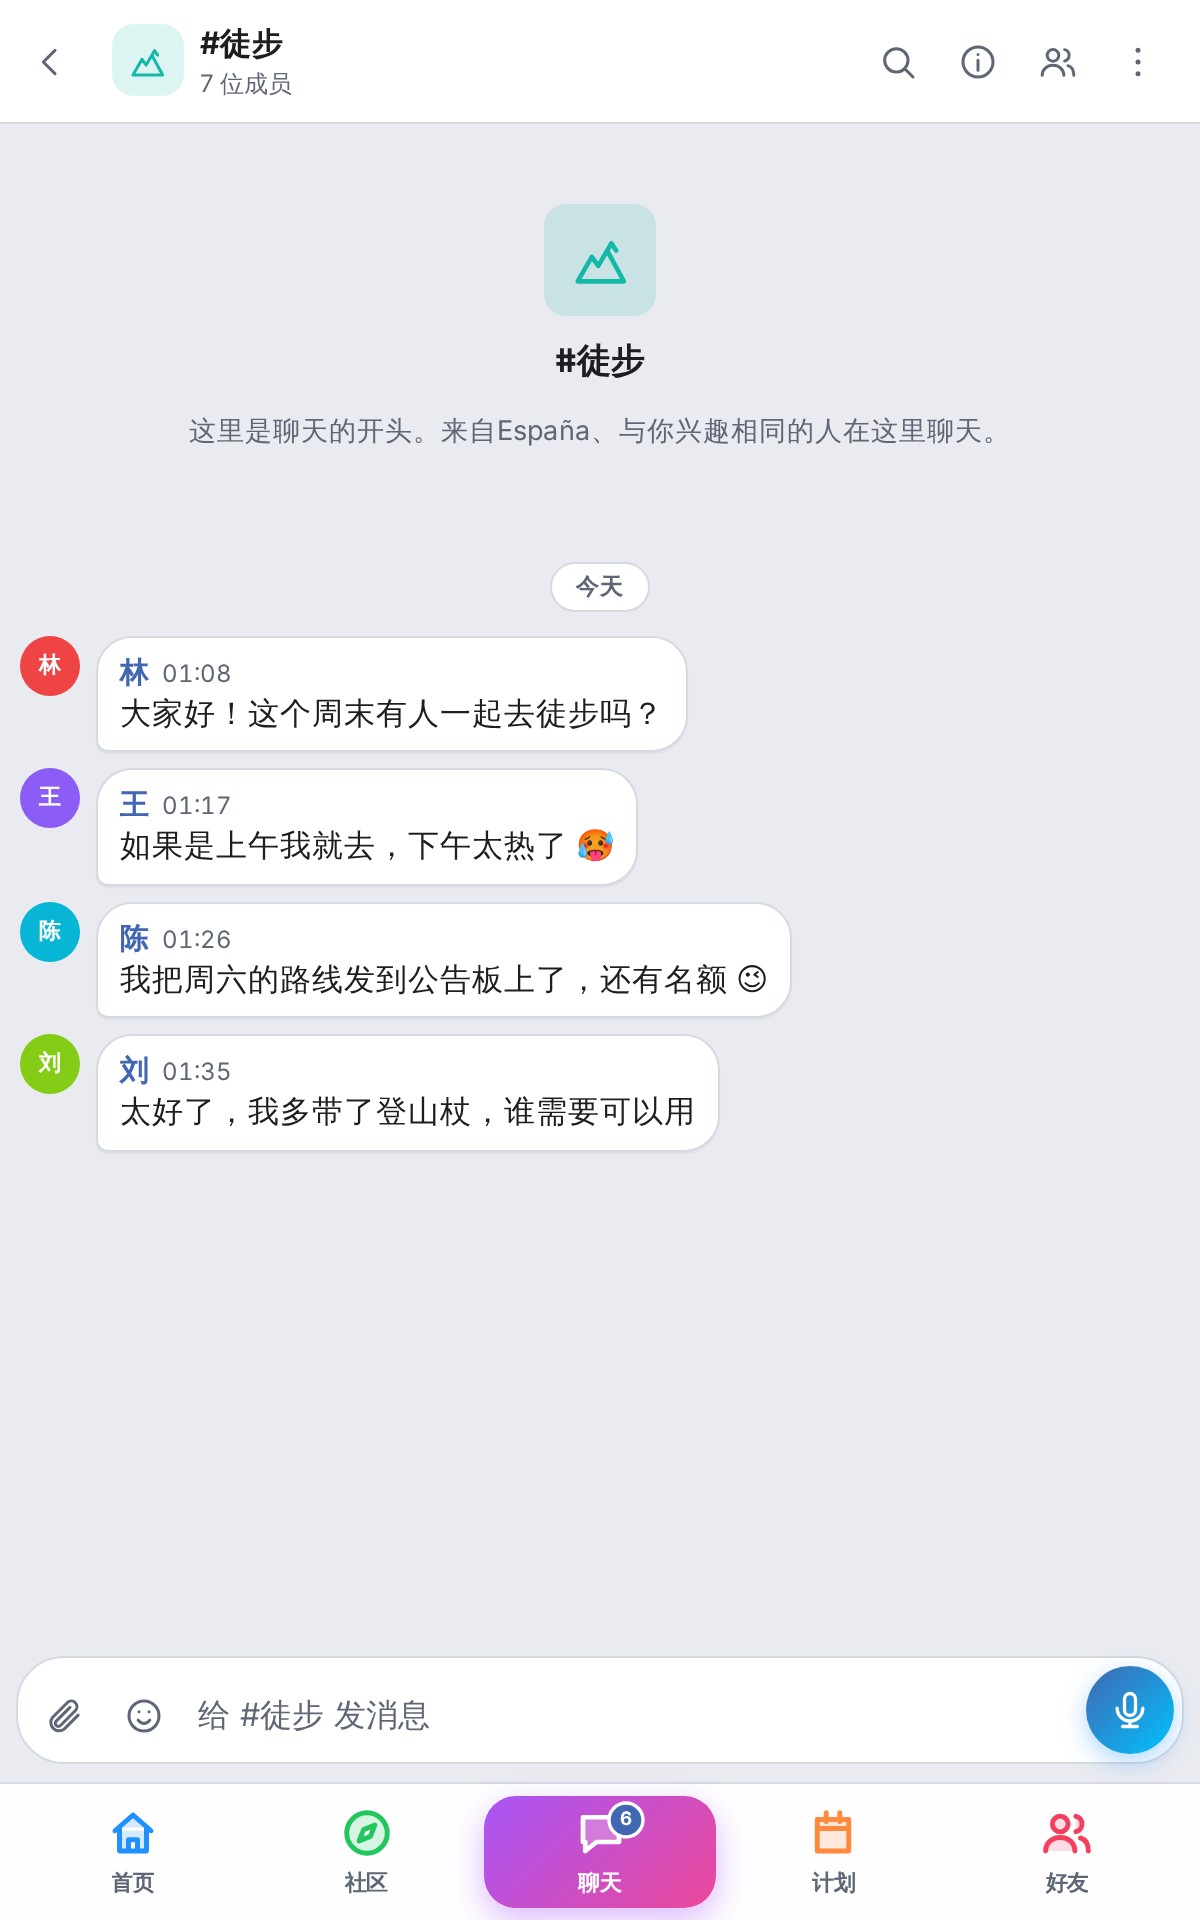 #徒步
7 位成员
#徒步
这里是聊天的开头。来自España、与你兴趣相同的人在这里聊天。
今天
林
林 01:08
大家好！这个周末有人一起去徒步吗？
王
王 01:17
如果是上午我就去，下午太热了 🥵
陈
陈 01:26
我把周六的路线发到公告板上了，还有名额 😉
刘
刘 01:35
太好了，我多带了登山杖，谁需要可以用
给 #徒步 发消息
6
首页
社区
聊天
计划
好友